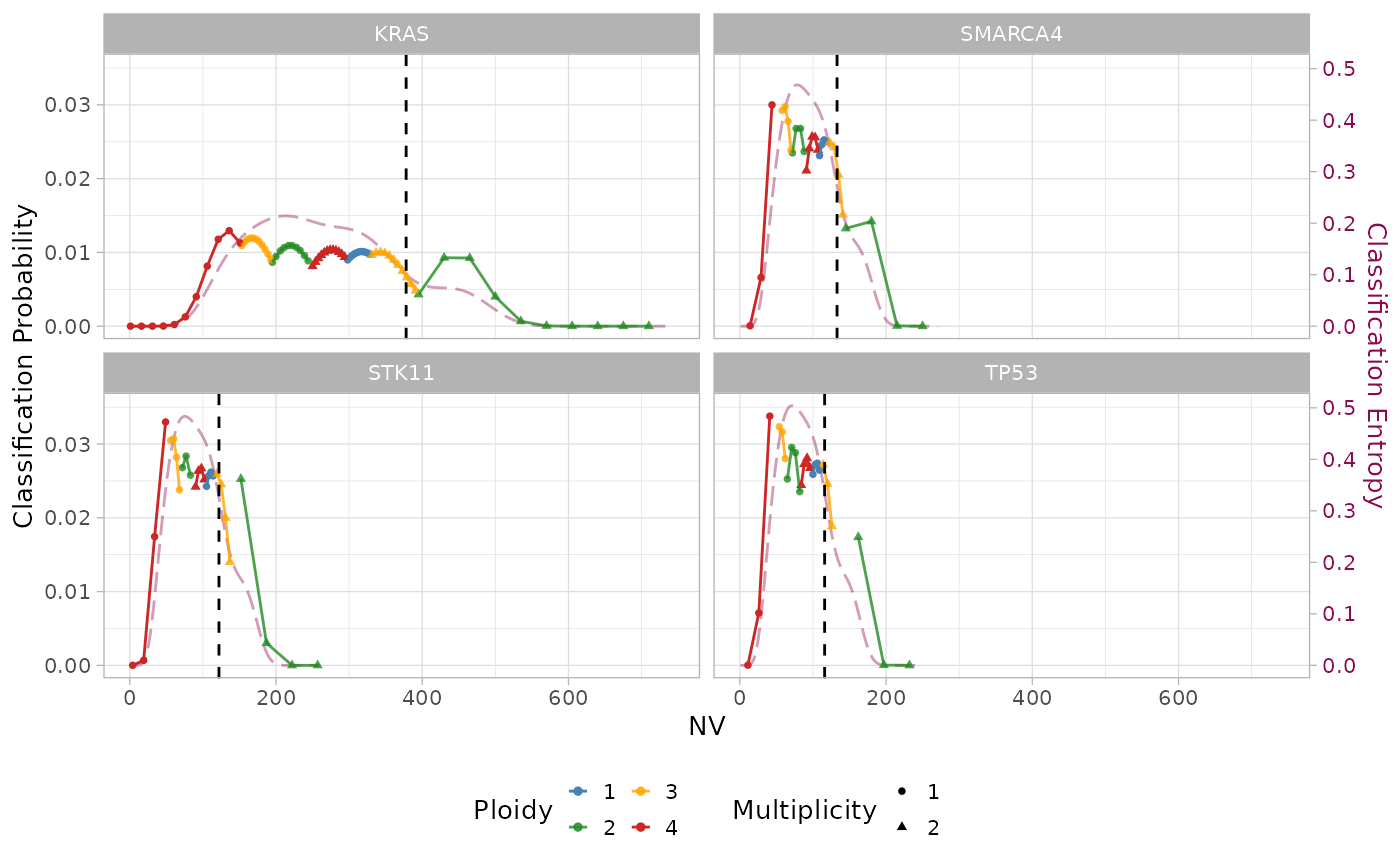 KRAS
SMARCA4
0.03
0.02
0.01
0.00
0.5
0.4
0.3
0.2
0.1
0.0
STK11
TP53
0.03
0.02
0.01
0.00
0.5
0.4
0.3
0.2
0.1
0.0
Classification Probability
Classification Entropy
0 200 400 600
0 200 400 600
NV
Ploidy 1 3 Multiplicity 1
2 4 2